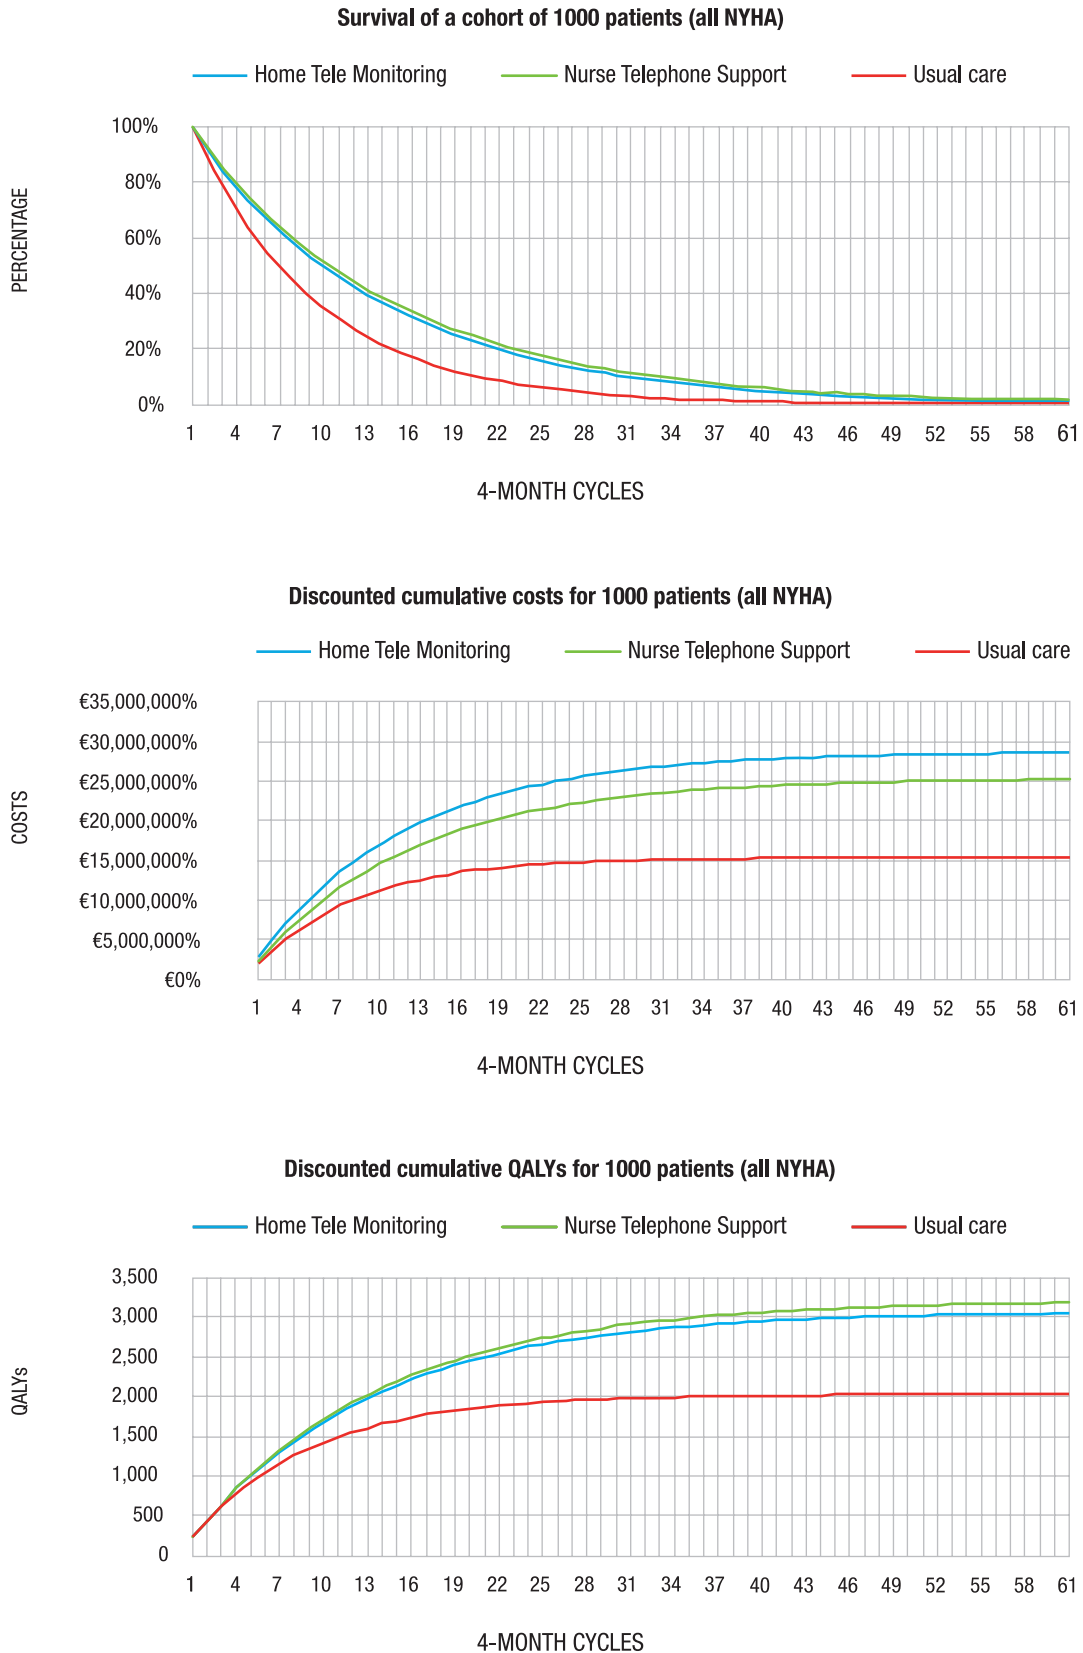 Survival of a cohort of 1000 patients (all NYHA)
Home Tele Monitoring Nurse Telephone Support Usual care
100%
80%
60%
40%
20%
0%
PERCENTAGE
1 4 7 10 13 16 19 22 25 28 31 34 37 40 43 46 49 52 55 58 61
4-MONTH CYCLES
Discounted cumulative costs for 1000 patients (all NYHA)
Home Tele Monitoring Nurse Telephone Support Usual care
€35,000,000%
€30,000,000%
€25,000,000%
€20,000,000%
€15,000,000%
€10,000,000%
€5,000,000%
€0%
COSTS
1 4 7 10 13 16 19 22 25 28 31 34 37 40 43 49 49 52 55 58 61
4-MONTH CYCLES
Discounted cumulative QALYs for 1000 patients (all NYHA)
Home Tele Monitoring Nurse Telephone Support Usual care
3,500
3,000
2,500
2,000
1,500
1,000
500
0
QALYs
1 4 7 10 13 16 19 22 25 28 31 34 37 40 43 46 49 52 55 58 61
4-MONTH CYCLES